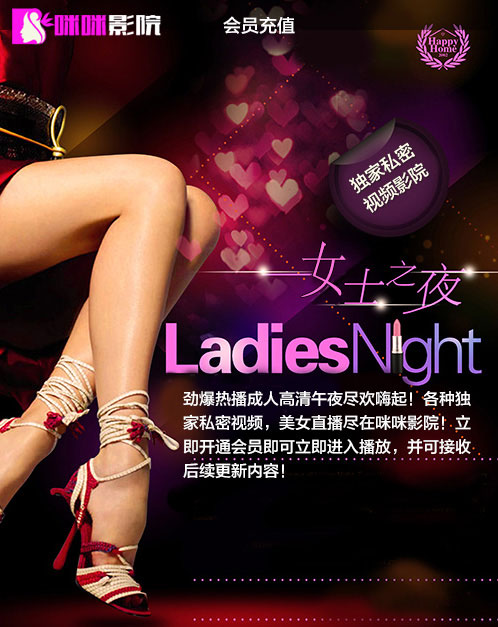 咪咪影院
会员充值
Happy
Home
独家私密
视频影院
女士之夜
Ladies Night
劲爆热播成人高清午夜尽欢嗨起！各种独
家私密视频，美女直播尽在咪咪影院！立
即开通会员即可立即进入播放，并可接收
后续更新内容！